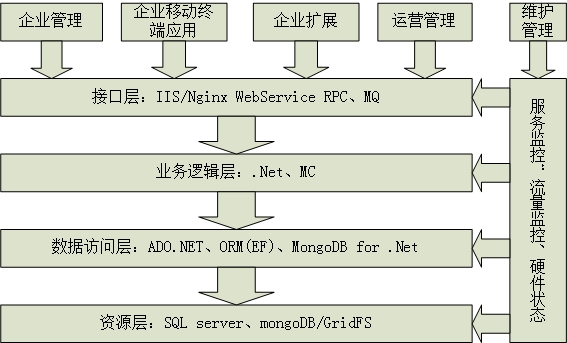 企业管理
企业移动终
端应用
企业扩展
运营管理
维护
管理
接口层：IIS/Nginx WebService RPC、MQ
业务逻辑层：.Net、MC
数据访问层：ADO.NET、ORM(EF)、MongoDB for .Net
资源层：SQL server、mongoDB/GridFS
服务监控：流量监控、硬件状态